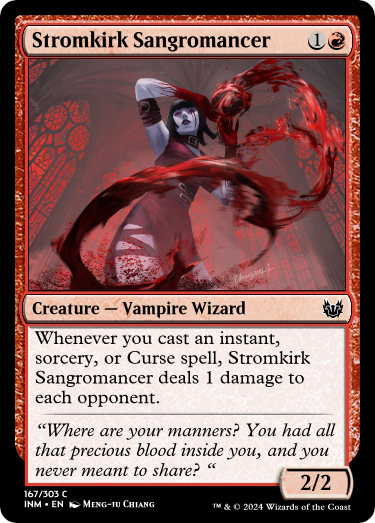 Stromkirk Sangromancer 1
Creature — Vampire Wizard
Whenever you cast an instant,
sorcery, or Curse spell, Stromkirk
Sangromancer deals 1 damage to
each opponent.
“Where are your manners? You had all
that precious blood inside you, and you
never meant to share? “
2/2
167/303 C
INM • EN Meng-ju Chiang
™ & © 2024 Wizards of the Coast